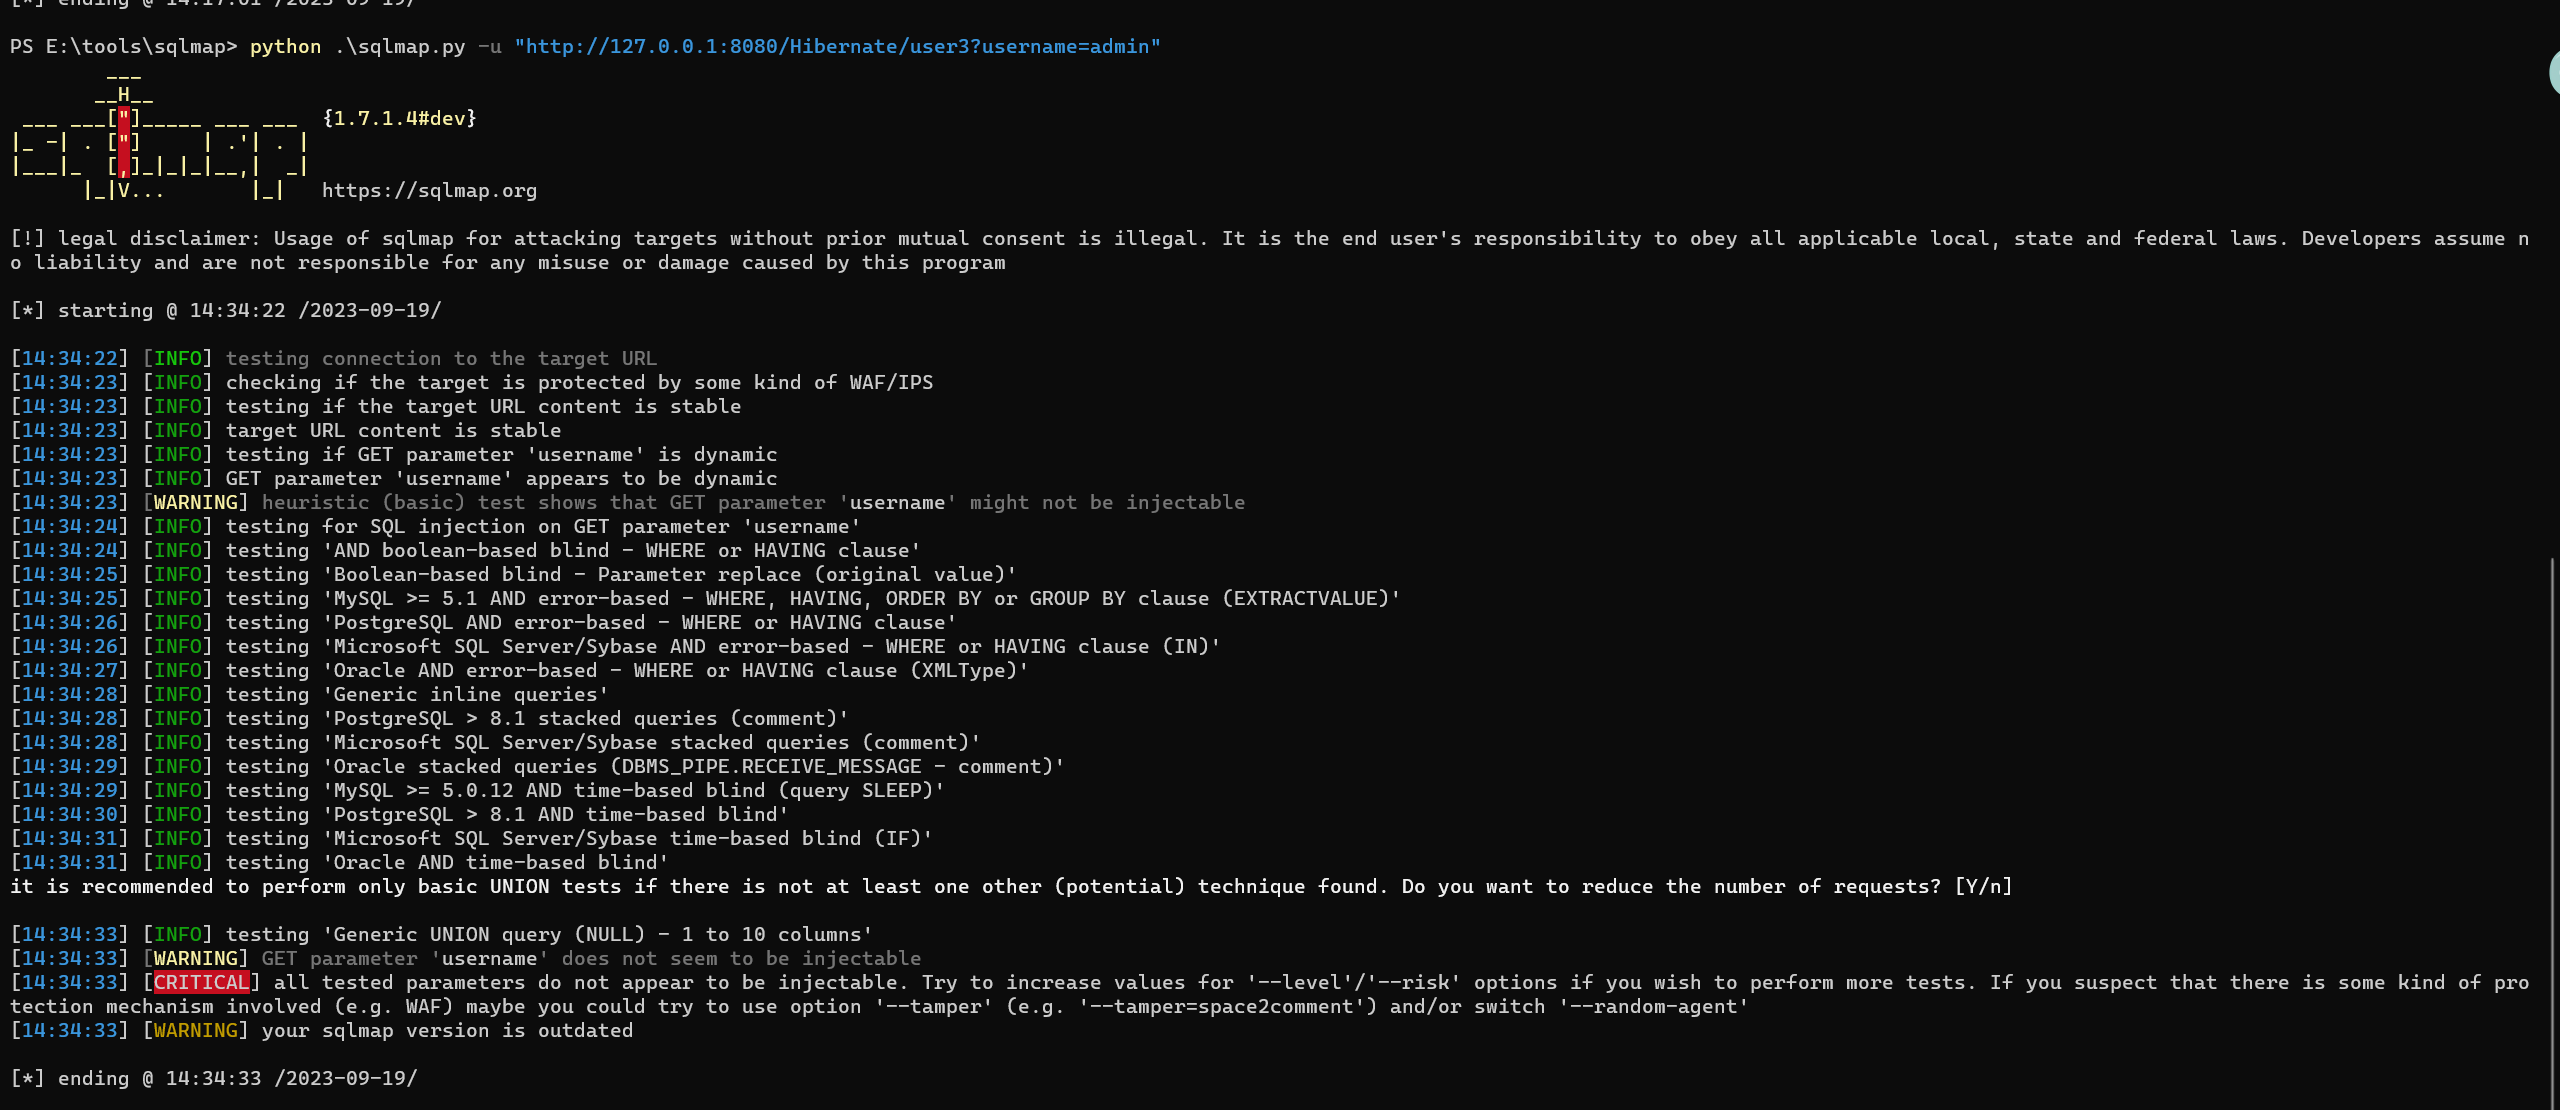 [*] ending @ 14:17:01 /2023-09-19/
PS E:\tools\sqlmap> python .\sqlmap.py -u "http://127.0.0.1:8080/Hibernate/user3?username=admin"
        ___
       __H__
 ___ ___["]_____ ___ ___  {1.7.1.4#dev}
|_ -| . ["]     | .'| . |
|___|_  [,]_|_|_|__,|  _|
      |_|V...       |_|   https://sqlmap.org
[!] legal disclaimer: Usage of sqlmap for attacking targets without prior mutual consent is illegal. It is the end user's responsibility to obey all applicable local, state and federal laws. Developers assume n
o liability and are not responsible for any misuse or damage caused by this program
[*] starting @ 14:34:22 /2023-09-19/
[14:34:22] [INFO] testing connection to the target URL
[14:34:23] [INFO] checking if the target is protected by some kind of WAF/IPS
[14:34:23] [INFO] testing if the target URL content is stable
[14:34:23] [INFO] target URL content is stable
[14:34:23] [INFO] testing if GET parameter 'username' is dynamic
[14:34:23] [INFO] GET parameter 'username' appears to be dynamic
[14:34:23] [WARNING] heuristic (basic) test shows that GET parameter 'username' might not be injectable
[14:34:24] [INFO] testing for SQL injection on GET parameter 'username'
[14:34:24] [INFO] testing 'AND boolean-based blind - WHERE or HAVING clause'
[14:34:25] [INFO] testing 'Boolean-based blind - Parameter replace (original value)'
[14:34:25] [INFO] testing 'MySQL >= 5.1 AND error-based - WHERE, HAVING, ORDER BY or GROUP BY clause (EXTRACTVALUE)'
[14:34:26] [INFO] testing 'PostgreSQL AND error-based - WHERE or HAVING clause'
[14:34:26] [INFO] testing 'Microsoft SQL Server/Sybase AND error-based - WHERE or HAVING clause (IN)'
[14:34:27] [INFO] testing 'Oracle AND error-based - WHERE or HAVING clause (XMLType)'
[14:34:28] [INFO] testing 'Generic inline queries'
[14:34:28] [INFO] testing 'PostgreSQL > 8.1 stacked queries (comment)'
[14:34:28] [INFO] testing 'Microsoft SQL Server/Sybase stacked queries (comment)'
[14:34:29] [INFO] testing 'Oracle stacked queries (DBMS_PIPE.RECEIVE_MESSAGE - comment)'
[14:34:29] [INFO] testing 'MySQL >= 5.0.12 AND time-based blind (query SLEEP)'
[14:34:30] [INFO] testing 'PostgreSQL > 8.1 AND time-based blind'
[14:34:31] [INFO] testing 'Microsoft SQL Server/Sybase time-based blind (IF)'
[14:34:31] [INFO] testing 'Oracle AND time-based blind'
it is recommended to perform only basic UNION tests if there is not at least one other (potential) technique found. Do you want to reduce the number of requests? [Y/n]
[14:34:33] [INFO] testing 'Generic UNION query (NULL) - 1 to 10 columns'
[14:34:33] [WARNING] GET parameter 'username' does not seem to be injectable
[14:34:33] [CRITICAL] all tested parameters do not appear to be injectable. Try to increase values for '--level'/'--risk' options if you wish to perform more tests. If you suspect that there is some kind of pro
tection mechanism involved (e.g. WAF) maybe you could try to use option '--tamper' (e.g. '--tamper=space2comment') and/or switch '--random-agent'
[14:34:33] [WARNING] your sqlmap version is outdated
[*] ending @ 14:34:33 /2023-09-19/